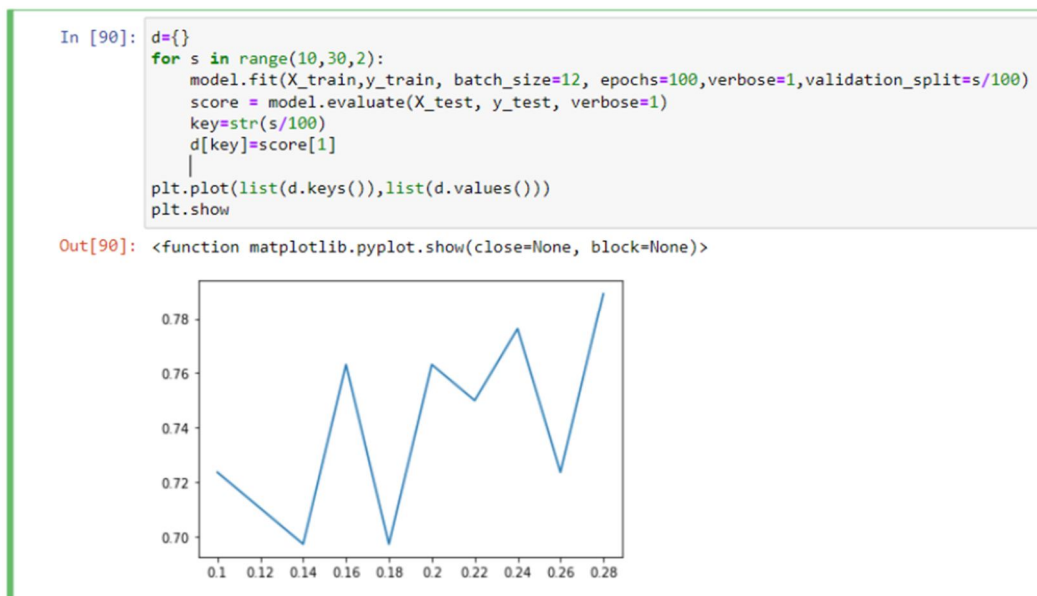 In [90]: d={}
for s in range(10,30,2):
    model.fit(X_train,y_train, batch_size=12, epochs=100,verbose=1,validation_split=s/100)
    score = model.evaluate(X_test, y_test, verbose=1)
    key=str(s/100)
    d[key]=score[1]
plt.plot(list(d.keys()),list(d.values()))
plt.show
Out[90]: <function matplotlib.pyplot.show(close=None, block=None)>
0.78
0.76
0.74
0.72
0.70
0.1 0.12 0.14 0.16 0.18 0.2 0.22 0.24 0.26 0.28